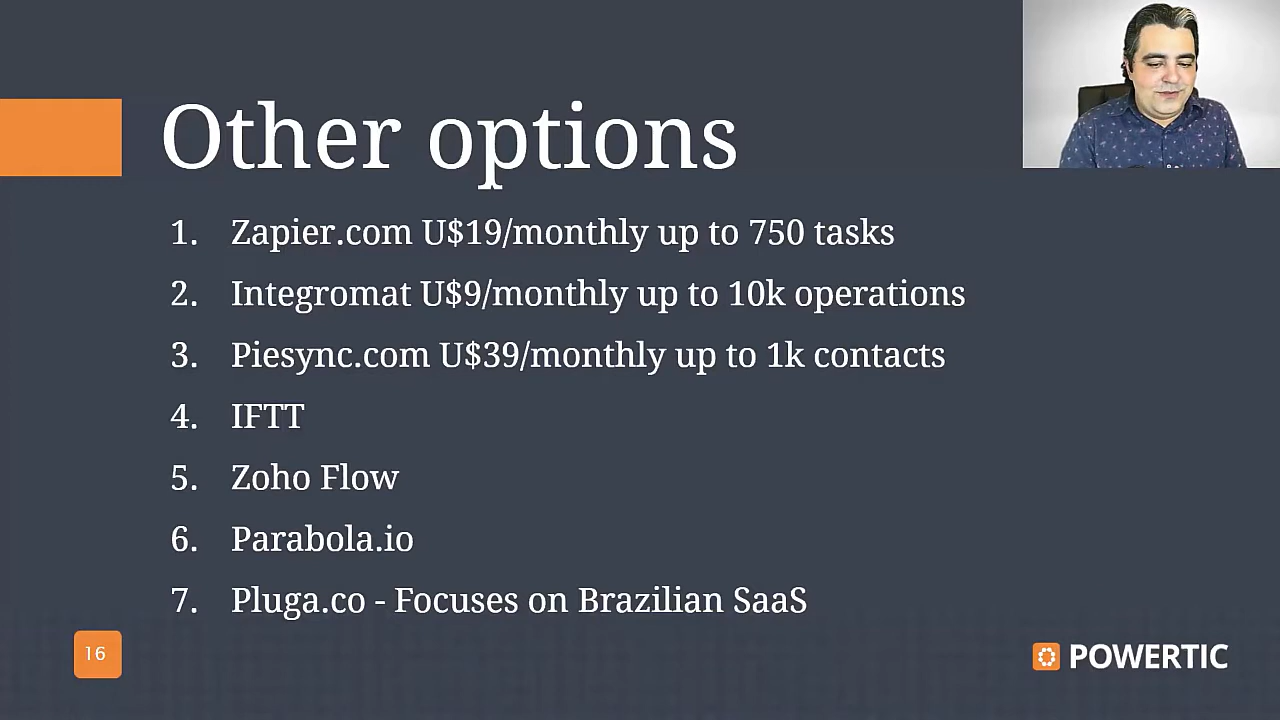 Other options
1. Zapier.com U$19/monthly up to 750 tasks
2. Integromat U$9/monthly up to 10k operations
3. Piesync.com U$39/monthly up to 1k contacts
4. IFTT
5. Zoho Flow
6. Parabola.io
7. Pluga.co - Focuses on Brazilian SaaS
16
POWERTIC